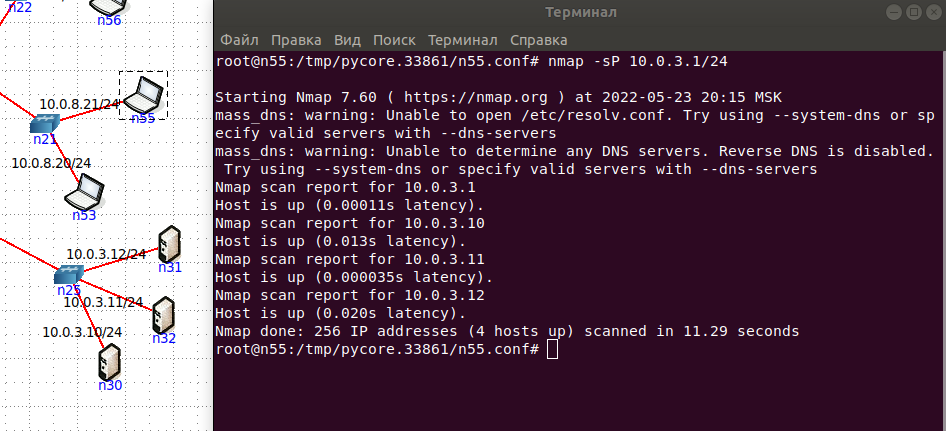 n22
n56
10.0.8.21/24
n55
n21
10.0.8.20/24
n53
10.0.3.12/24
n31
n25
10.0.3.11/24
n32
10.0.3.10/24
n30
Терминал
Файл Правка Вид Поиск Терминал Справка
root@n55:/tmp/pycore.33861/n55.conf# nmap -sP 10.0.3.1/24
Starting Nmap 7.60 ( https://nmap.org ) at 2022-05-23 20:15 MSK
mass_dns: warning: Unable to open /etc/resolv.conf. Try using --system-dns or sp
ecify valid servers with --dns-servers
mass_dns: warning: Unable to determine any DNS servers. Reverse DNS is disabled.
 Try using --system-dns or specify valid servers with --dns-servers
Nmap scan report for 10.0.3.1
Host is up (0.00011s latency).
Nmap scan report for 10.0.3.10
Host is up (0.013s latency).
Nmap scan report for 10.0.3.11
Host is up (0.000035s latency).
Nmap scan report for 10.0.3.12
Host is up (0.020s latency).
Nmap done: 256 IP addresses (4 hosts up) scanned in 11.29 seconds
root@n55:/tmp/pycore.33861/n55.conf#